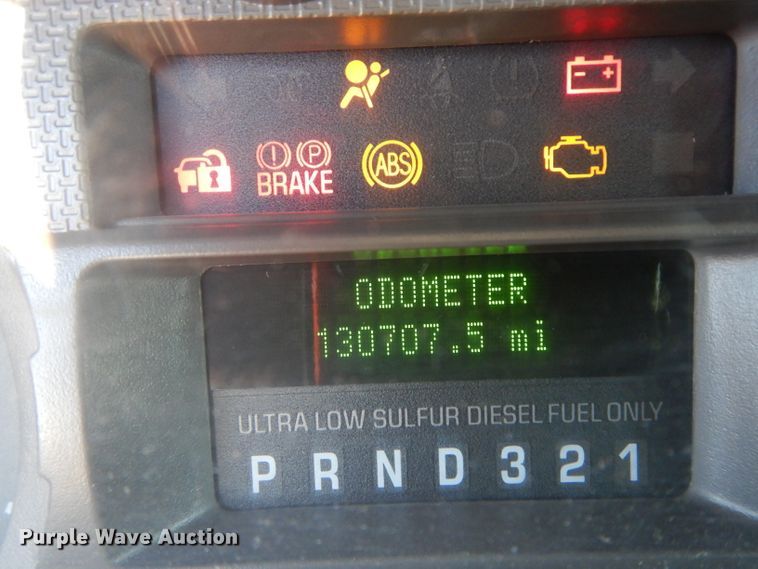 BRAKE
ABS
ODOMETER
130707.5 mi
ULTRA LOW SULFUR DIESEL FUEL ONLY
P R N D 3 2 1
Purple Wave Auction